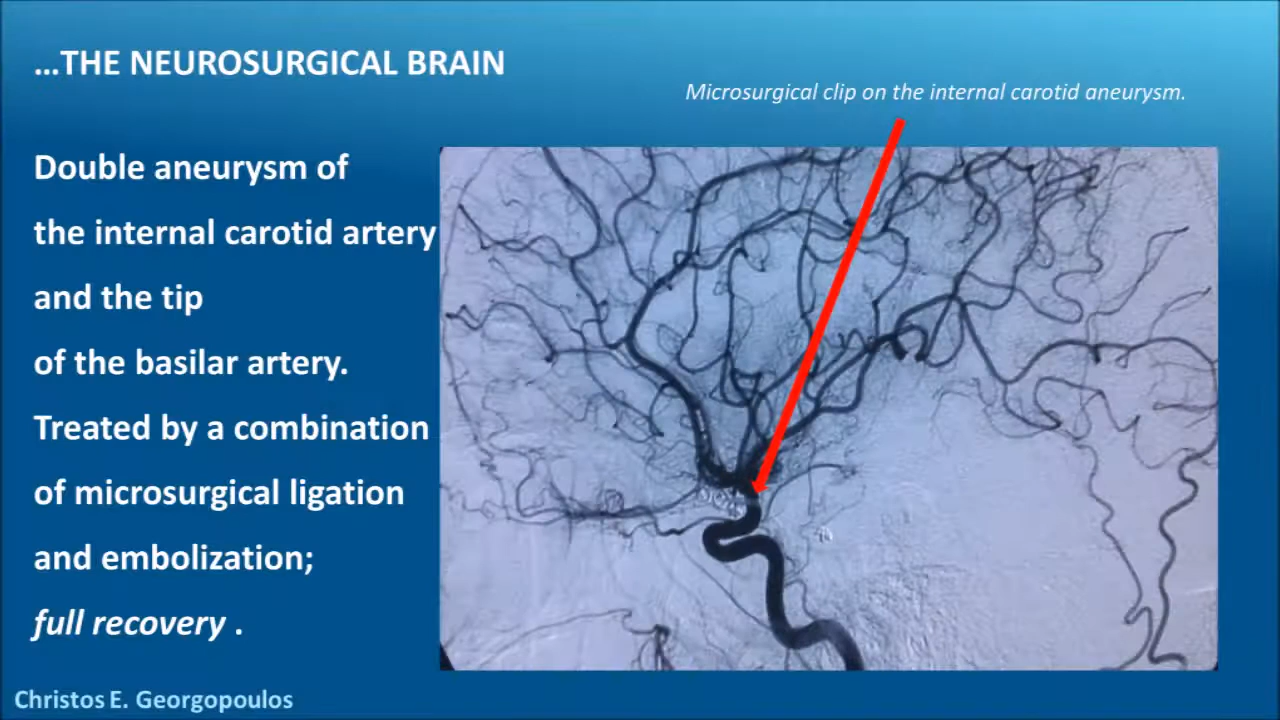 ...THE NEUROSURGICAL BRAIN
Microsurgical clip on the internal carotid aneurysm.
Double aneurysm of
the internal carotid artery
and the tip
of the basilar artery.
Treated by a combination
of microsurgical ligation
and embolization;
full recovery .
Christos E. Georgopoulos